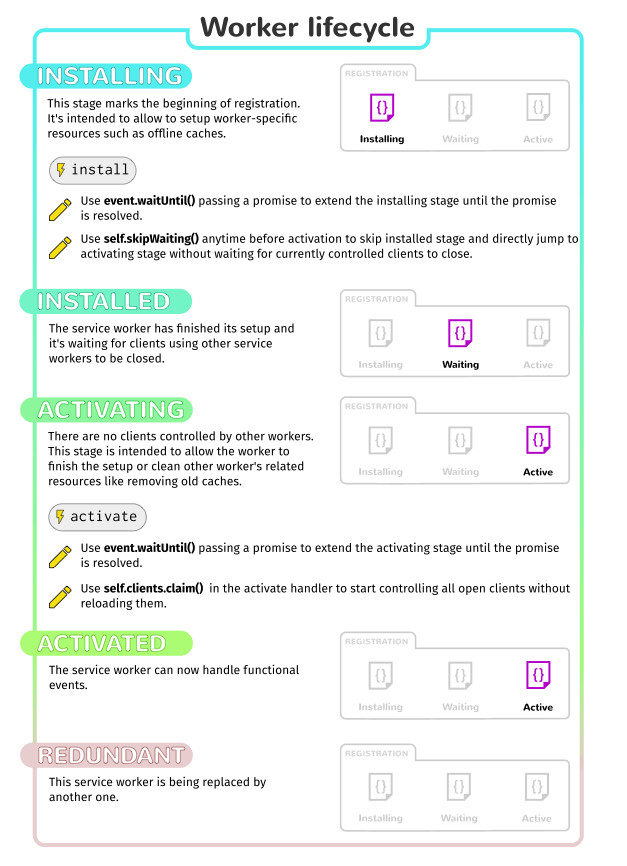 Worker lifecycle
INSTALLING
This stage marks the beginning of registration.
It's intended to allow to setup worker-specific
resources such as offline caches.
REGISTRATION
{}
{}
{}
Installing
Waiting
Active
install
Use event.waitUntil() passing a promise to extend the installing stage until the promise
is resolved.
Use self.skipWaiting() anytime before activation to skip installed stage and directly jump to
activating stage without waiting for currently controlled clients to close.
INSTALLED
The service worker has finished its setup and
it's waiting for clients using other service
workers to be closed.
REGISTRATION
{}
{}
{}
Installing
Waiting
Active
ACTIVATING
There are no clients controlled by other workers.
This stage is intended to allow the worker to
finish the setup or clean other worker's related
resources like removing old caches.
REGISTRATION
{}
{}
{}
Installing
Waiting
Active
activate
Use event.waitUntil() passing a promise to extend the activating stage until the promise
is resolved.
Use self.clients.claim() in the activate handler to start controlling all open clients without
reloading them.
ACTIVATED
The service worker can now handle functional
events.
REGISTRATION
{}
{}
{}
Installing
Waiting
Active
REDUNDANT
This service worker is being replaced by
another one.
REGISTRATION
{}
{}
{}
Installing
Waiting
Active